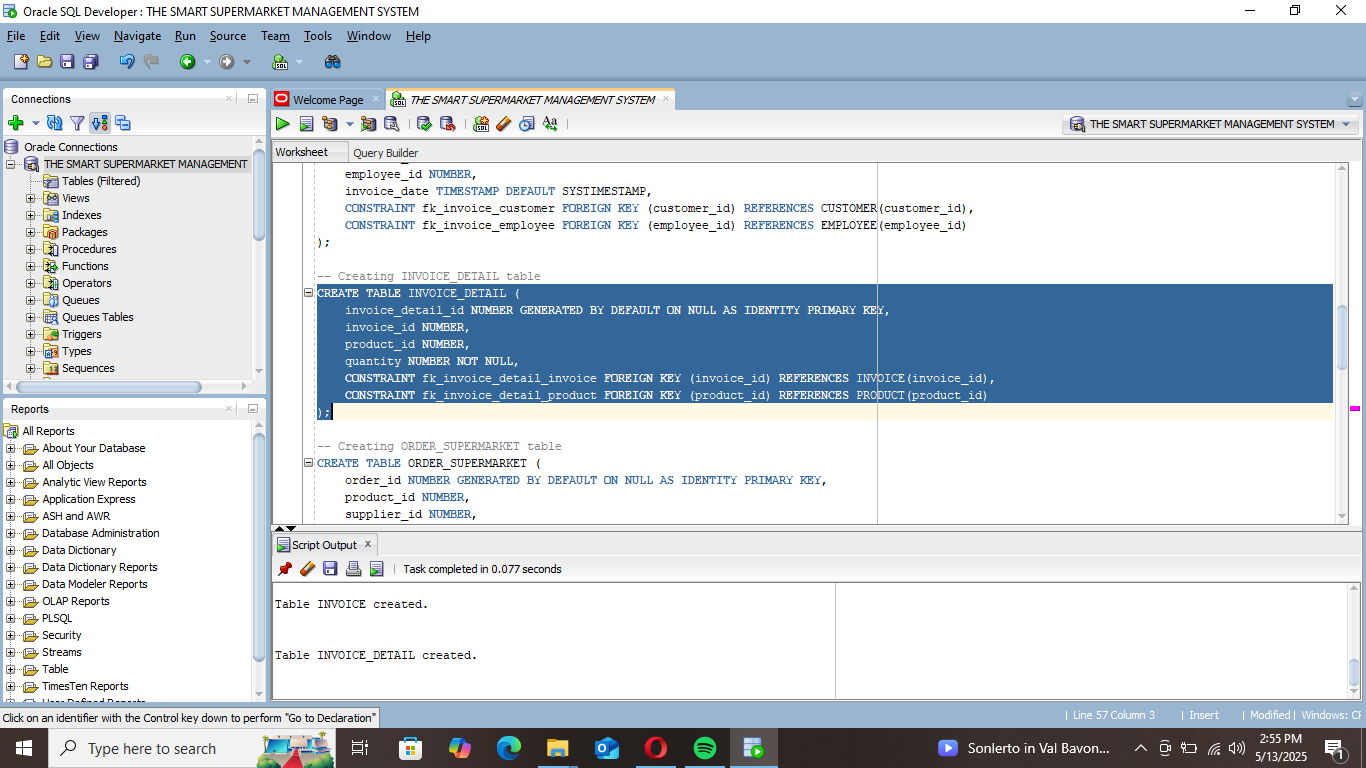 Oracle SQL Developer : THE SMART SUPERMARKET MANAGEMENT SYSTEM
File Edit View Navigate Run Source Team Tools Window Help
Connections
Oracle Connections
THE SMART SUPERMARKET MANAGEMENT
Tables (Filtered)
Views
Indexes
Packages
Procedures
Functions
Operators
Queues
Queues Tables
Triggers
Types
Sequences
Reports
All Reports
About Your Database
All Objects
Analytic View Reports
Application Express
ASH and AWR
Database Administration
Data Dictionary
Data Dictionary Reports
Data Modeler Reports
OLAP Reports
PLSQL
Security
Streams
Table
TimesTen Reports
User Defined Reports
Welcome Page
THE SMART SUPERMARKET MANAGEMENT SYSTEM
THE SMART SUPERMARKET MANAGEMENT SYSTEM
Worksheet Query Builder
employee_id NUMBER,
invoice_date TIMESTAMP DEFAULT SYSTIMESTAMP,
CONSTRAINT fk_invoice_customer FOREIGN KEY (customer_id) REFERENCES CUSTOMER(customer_id),
CONSTRAINT fk_invoice_employee FOREIGN KEY (employee_id) REFERENCES EMPLOYEE(employee_id)
);
-- Creating INVOICE_DETAIL table
CREATE TABLE INVOICE_DETAIL (
invoice_detail_id NUMBER GENERATED BY DEFAULT ON NULL AS IDENTITY PRIMARY KEY,
invoice_id NUMBER,
product_id NUMBER,
quantity NUMBER NOT NULL,
CONSTRAINT fk_invoice_detail_invoice FOREIGN KEY (invoice_id) REFERENCES INVOICE(invoice_id),
CONSTRAINT fk_invoice_detail_product FOREIGN KEY (product_id) REFERENCES PRODUCT(product_id)
);
-- Creating ORDER_SUPERMARKET table
CREATE TABLE ORDER_SUPERMARKET (
order_id NUMBER GENERATED BY DEFAULT ON NULL AS IDENTITY PRIMARY KEY,
product_id NUMBER,
supplier_id NUMBER,
Script Output
Task completed in 0.077 seconds
Table INVOICE created.
Table INVOICE_DETAIL created.
Click on an identifier with the Control key down to perform "Go to Declaration"
Line 57 Column 3 Insert Modified Windows: CF
Type here to search
Sonlerto in Val Bavon...
2:55 PM
5/13/2025
1